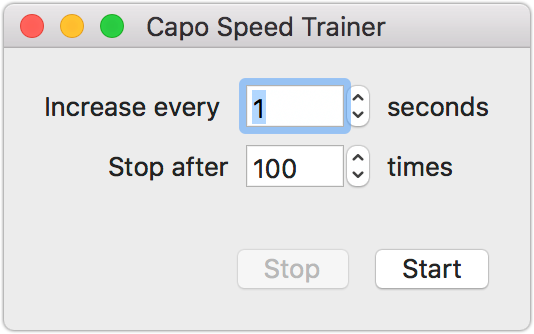 Capo Speed Trainer
Increase every 1 seconds
Stop after 100 times
Stop Start